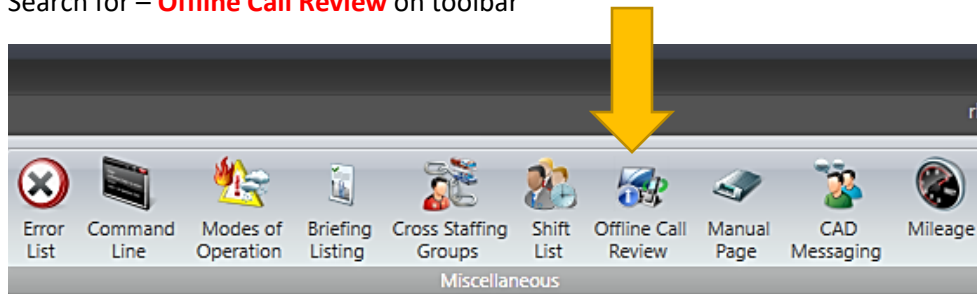 Search for – Offline Call Review on toolbar
Error Command Modes of Briefing Cross Staffing Shift Offline Call Manual CAD Mileage
List Line Operation Listing Groups List Review Page Messaging
Miscellaneous